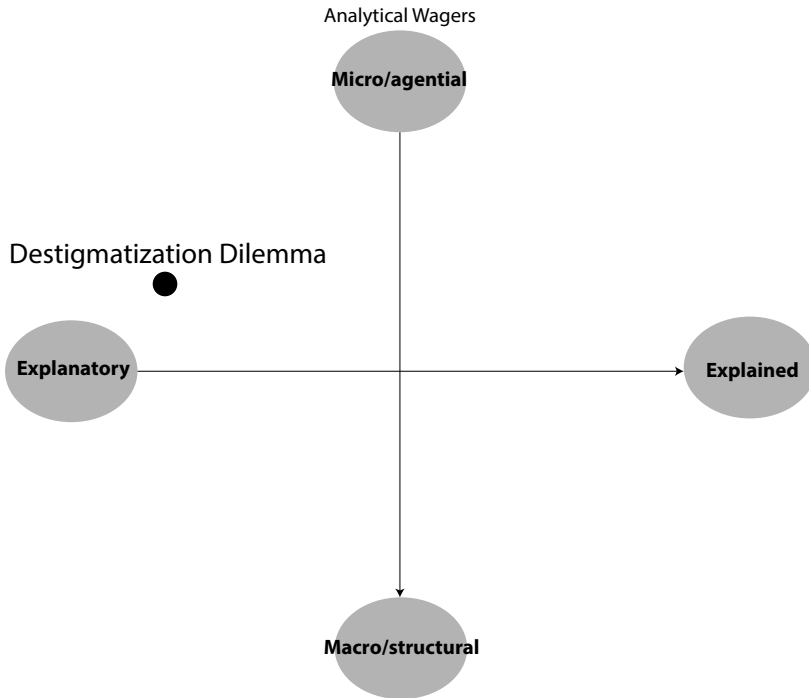 Analytical Wagers
Micro/agential
Destigmatization Dilemma
Explanatory
Explained
Macro/structural